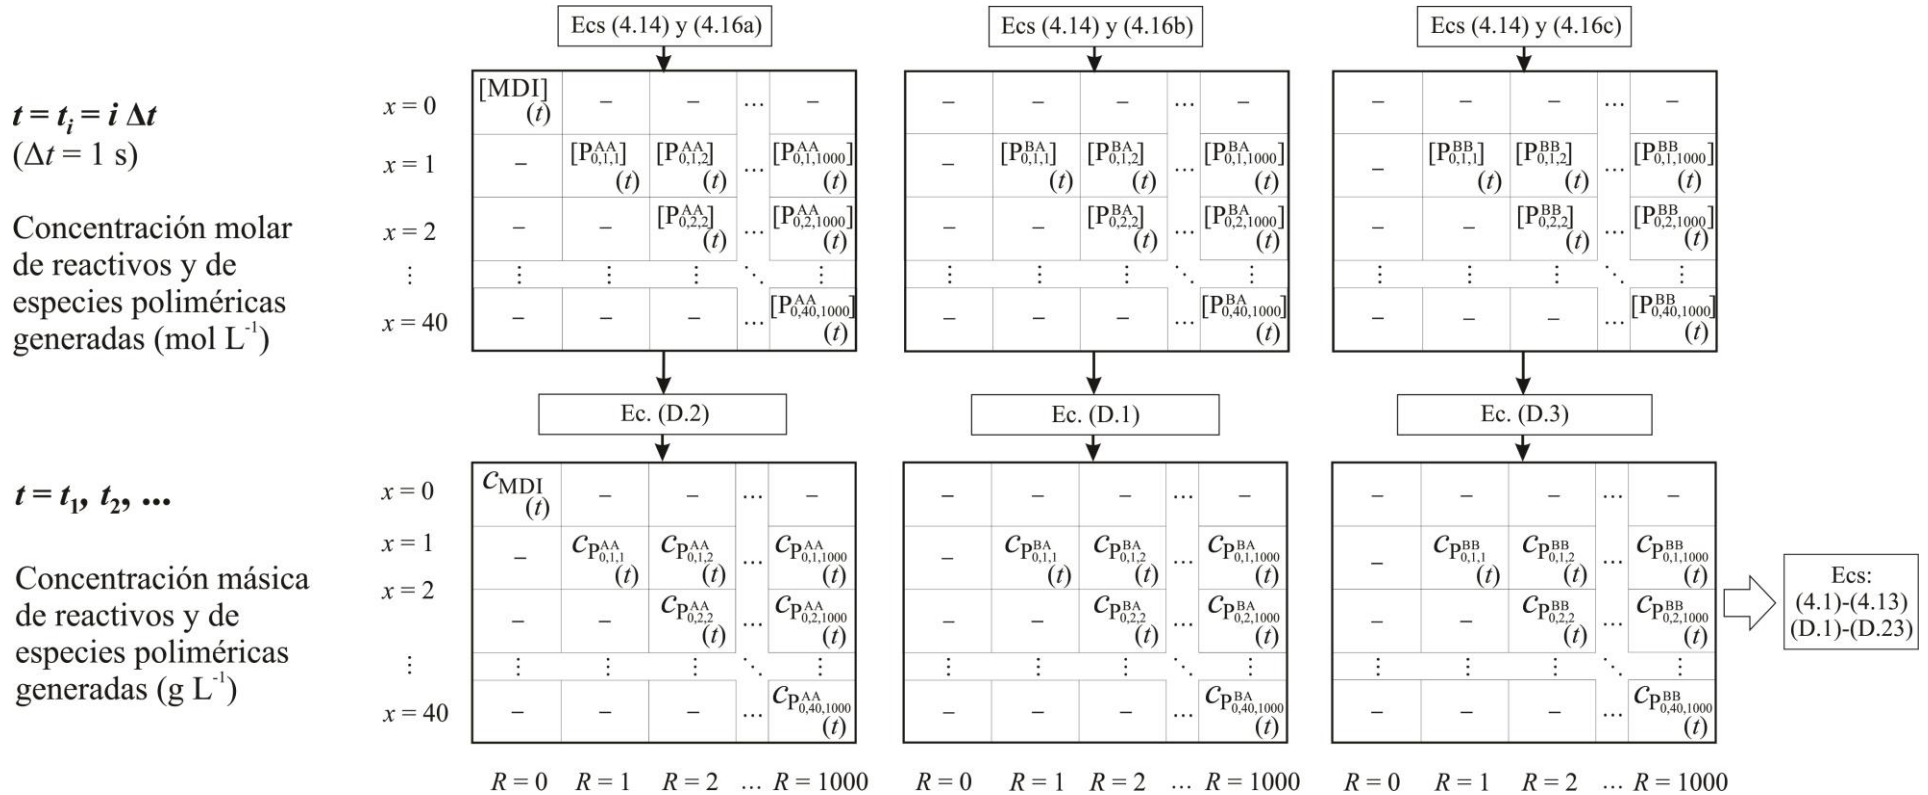 Ecs (4.14) y (4.16a) Ecs (4.14) y (4.16b) Ecs (4.14) y (4.16c)
t = t_i = i Δt
(Δt = 1 s)
Concentración molar
de reactivos y de
especies poliméricas
generadas (mol L⁻¹)
x = 0 [MDI](t) – – … – – – – … – – – – … –
x = 1 – [P^AA_0,1,1](t) [P^AA_0,1,2](t) … [P^AA_0,1,1000](t) – [P^BA_0,1,1](t) [P^BA_0,1,2](t) … [P^BA_0,1,1000](t) – [P^BB_0,1,1](t) [P^BB_0,1,2](t) … [P^BB_0,1,1000](t)
x = 2 – – [P^AA_0,2,2](t) … [P^AA_0,2,1000](t) – – [P^BA_0,2,2](t) … [P^BA_0,2,1000](t) – – [P^BB_0,2,2](t) … [P^BB_0,2,1000](t)
⋮ ⋮ ⋮ ⋮ ⋱ ⋮ ⋮ ⋮ ⋮ ⋱ ⋮ ⋮ ⋮ ⋮ ⋱ ⋮
x = 40 – – – … [P^AA_0,40,1000](t) – – – … [P^BA_0,40,1000](t) – – – … [P^BB_0,40,1000](t)
Ec. (D.2) Ec. (D.1) Ec. (D.3)
t = t₁, t₂, ...
Concentración másica
de reactivos y de
especies poliméricas
generadas (g L⁻¹)
x = 0 c_MDI(t) – – … – – – – … – – – – … –
x = 1 – c_P^AA_0,1,1(t) c_P^AA_0,1,2(t) … c_P^AA_0,1,1000(t) – c_P^BA_0,1,1(t) c_P^BA_0,1,2(t) … c_P^BA_0,1,1000(t) – c_P^BB_0,1,1(t) c_P^BB_0,1,2(t) … c_P^BB_0,1,1000(t)
x = 2 – – c_P^AA_0,2,2(t) … c_P^AA_0,2,1000(t) – – c_P^BA_0,2,2(t) … c_P^BA_0,2,1000(t) – – c_P^BB_0,2,2(t) … c_P^BB_0,2,1000(t)
⋮ ⋮ ⋮ ⋮ ⋱ ⋮ ⋮ ⋮ ⋮ ⋱ ⋮ ⋮ ⋮ ⋮ ⋱ ⋮
x = 40 – – – … c_P^AA_0,40,1000(t) – – – … c_P^BA_0,40,1000(t) – – – … c_P^BB_0,40,1000(t)
R = 0 R = 1 R = 2 … R = 1000 R = 0 R = 1 R = 2 … R = 1000 R = 0 R = 1 R = 2 … R = 1000
Ecs:
(4.1)-(4.13)
(D.1)-(D.23)